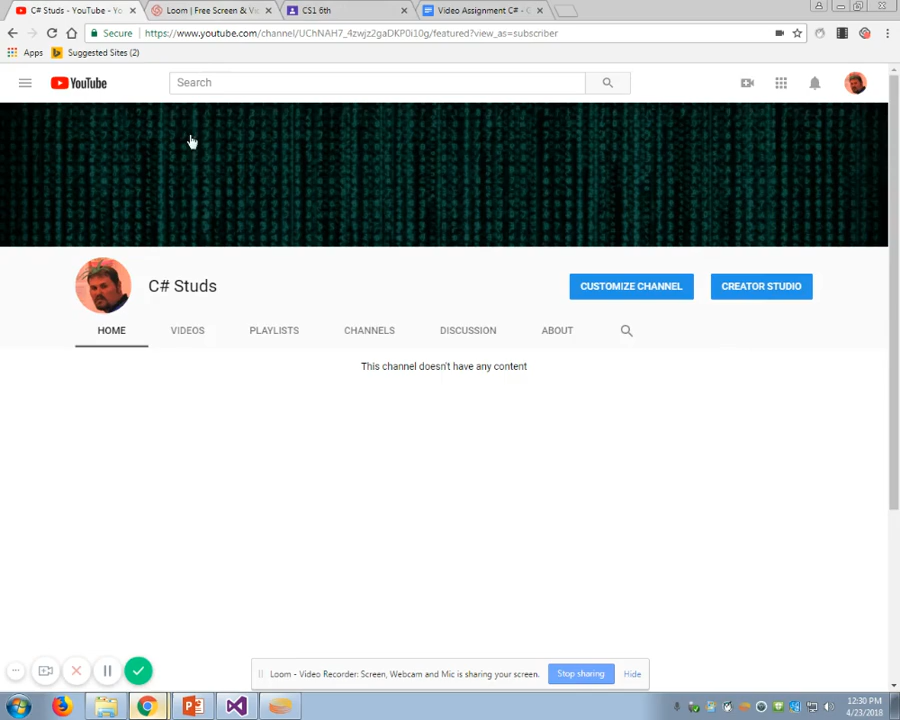 C# Studs - YouTube - Yo
Loom | Free Screen & Vi
CS1 6th
Video Assignment C# - G
Secure
https://www.youtube.com/channel/UChNAH7_4zwjz2gaDKP0i10g/featured?view_as=subscriber
Apps
Suggested Sites (2)
YouTube
Search
C# Studs
CUSTOMIZE CHANNEL
CREATOR STUDIO
HOME
VIDEOS
PLAYLISTS
CHANNELS
DISCUSSION
ABOUT
This channel doesn't have any content
Loom - Video Recorder: Screen, Webcam and Mic is sharing your screen.
Stop sharing
Hide
12:30 PM
4/23/2018